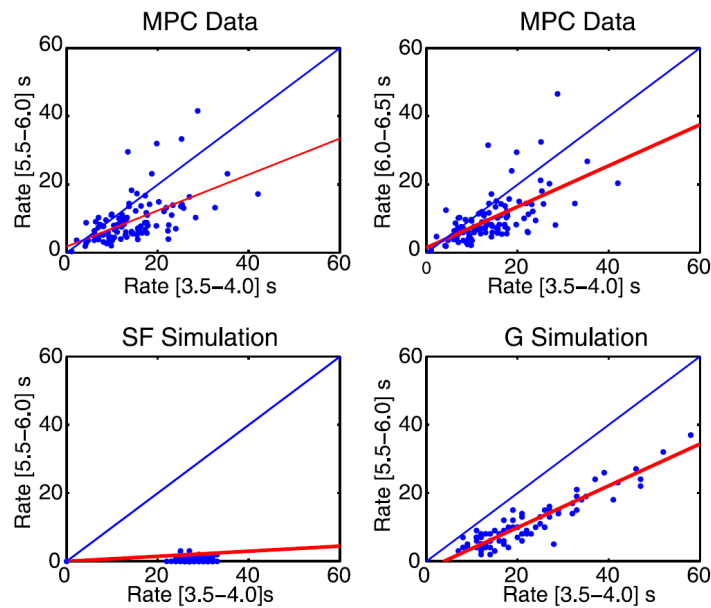 MPC Data
MPC Data
60
40
20
0
Rate [5.5–6.0] s
0
20
40
60
Rate [3.5–4.0] s
60
40
20
0
Rate [6.0–6.5] s
0
20
40
60
Rate [3.5–4.0] s
SF Simulation
G Simulation
60
40
20
0
Rate [5.5–6.0] s
0
20
40
60
Rate [3.5–4.0]s
60
40
20
0
Rate [5.5–6.0] s
0
20
40
60
Rate [3.5–4.0] s